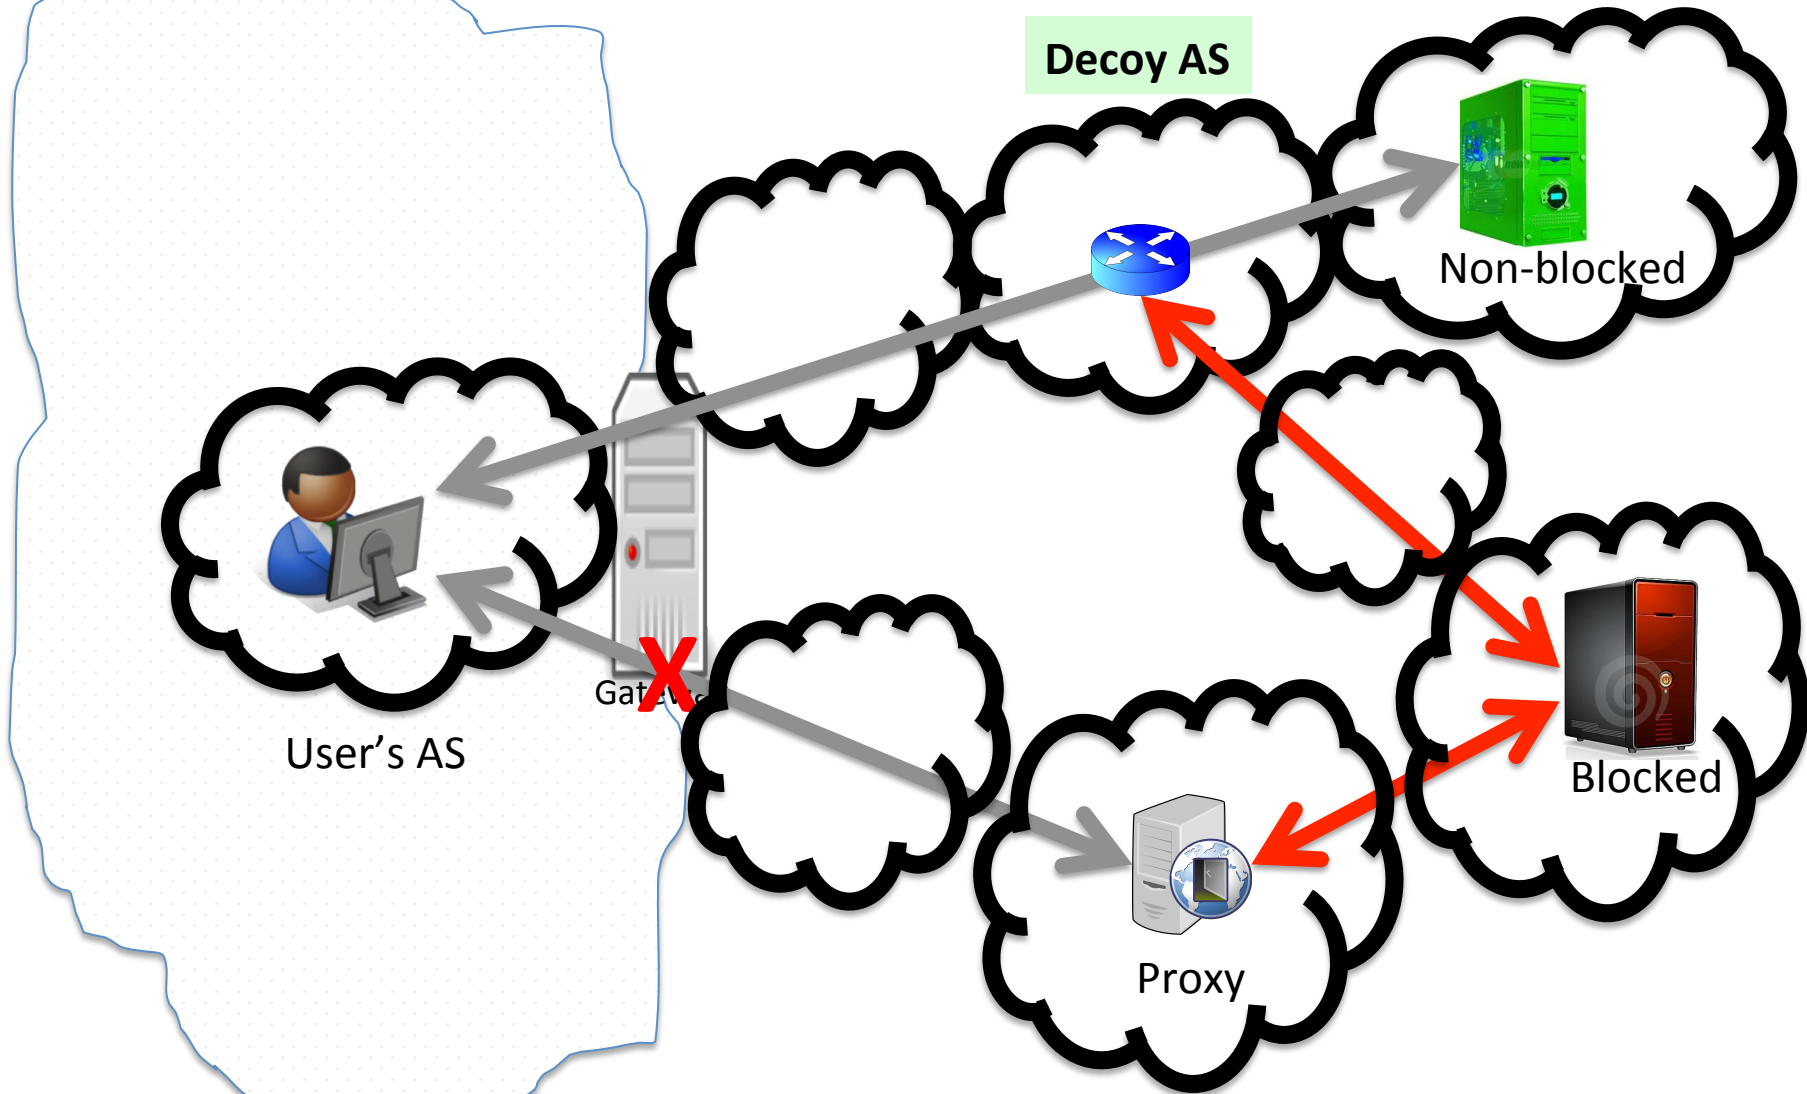 Decoy AS
Non-blocked
User's AS
Blocked
Proxy